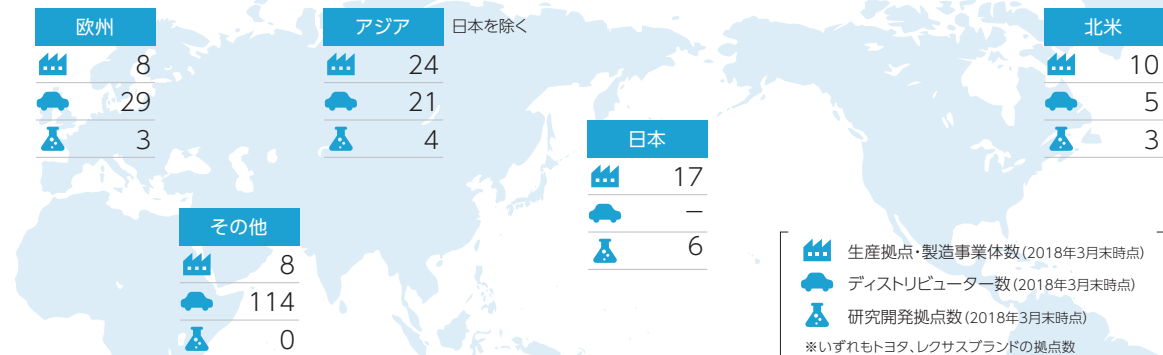 欧州
8
29
3
アジア 日本を除く
24
21
4
北米
10
5
3
日本
17
−
6
その他
8
114
0
生産拠点・製造事業体数(2018年3月末時点)
ディストリビューター数(2018年3月末時点)
研究開発拠点数(2018年3月末時点)
※いずれもトヨタ、レクサスブランドの拠点数